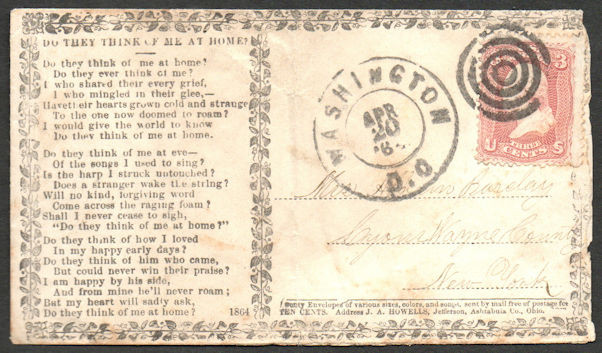 DO THEY THINK OF ME AT HOME?
Do they think of me at home?
Do they ever think of me?
I who shared their every grief,
I who mingled in their glee,—
Have their hearts grown cold and strange
To the one now doomed to roam?
I would give the world to know
Do they think of me at home.
Do they think of me at eve—
Of the songs I used to sing?
Is the harp I struck untouched?
Does a stranger wake the string?
Will no kind, forgiving word
Come across the raging foam?
Shall I never cease to sigh,
"Do they think of me at home?"
Do they think of how I loved
In my happy early days?
Do they think of him who came,
But could never win their praise?
I am happy by his side,
And from mine he'll never roam;
But my heart will sadly ask,
Do they think of me at home?
1864
WASHINGTON
APR
20
'64
D.C
3
U THREE S
CENTS
Barclay
Lyons Wayne County
New York
Envelopes of various sizes, colors, and songs, sent by mail free of postage for
TEN CENTS. Address J. A. HOWELLS, Jefferson, Ashtabula Co., Ohio.